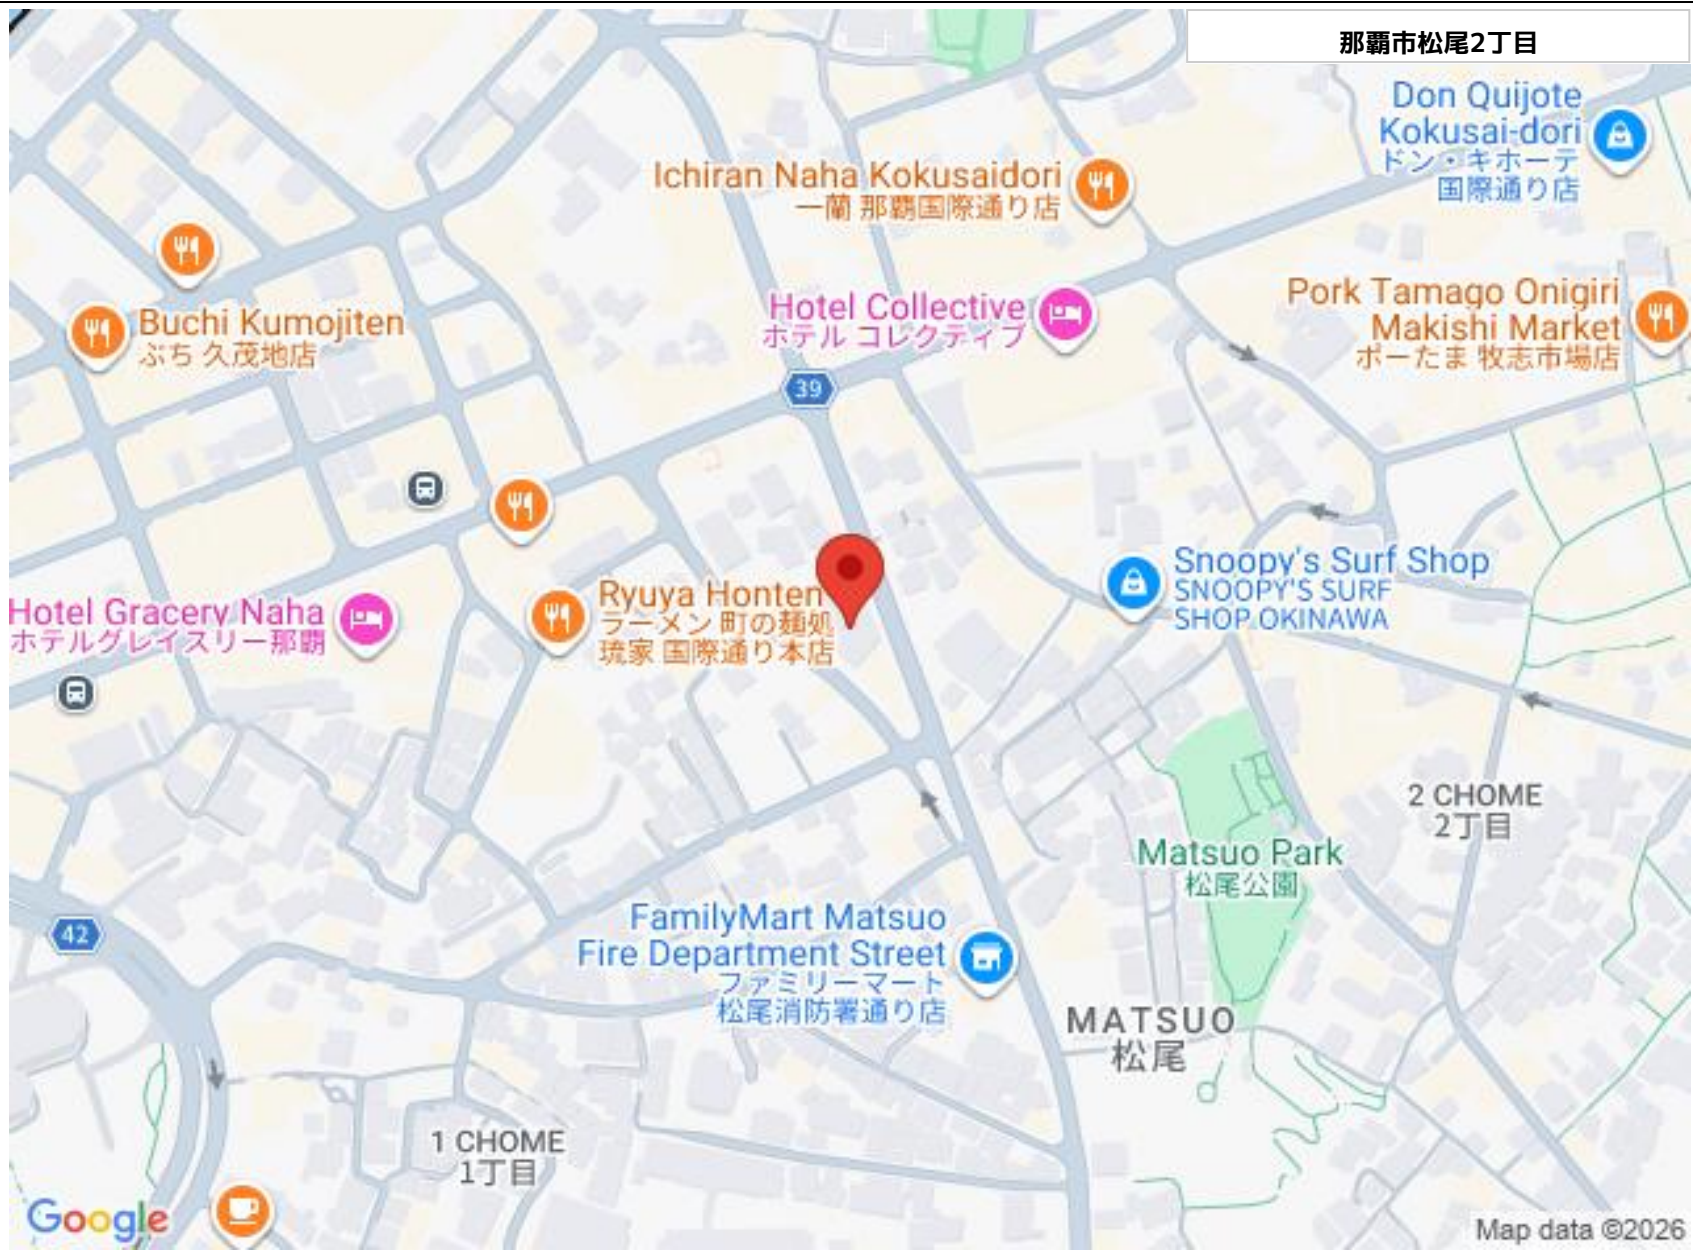 那覇市松尾2丁目
Don Quijote
Kokusai-dori
ドン・キホーテ
国際通り店
Ichiran Naha Kokusaidori
一蘭 那覇国際通り店
Pork Tamago Onigiri
Makishi Market
ポーたま 牧志市場店
Hotel Collective
ホテル コレクティブ
Buchi Kumojiten
ぶち 久茂地店
39
Snoopy's Surf Shop
SNOOPY'S SURF
SHOP OKINAWA
Ryuya Honten
ラーメン 町の麺処
琉家 国際通り本店
Hotel Gracery Naha
ホテルグレイスリー那覇
2 CHOME
2丁目
Matsuo Park
松尾公園
FamilyMart Matsuo
Fire Department Street
ファミリーマート
松尾消防署通り店
42
MATSUO
松尾
1 CHOME
1丁目
Google
Map data ©2026